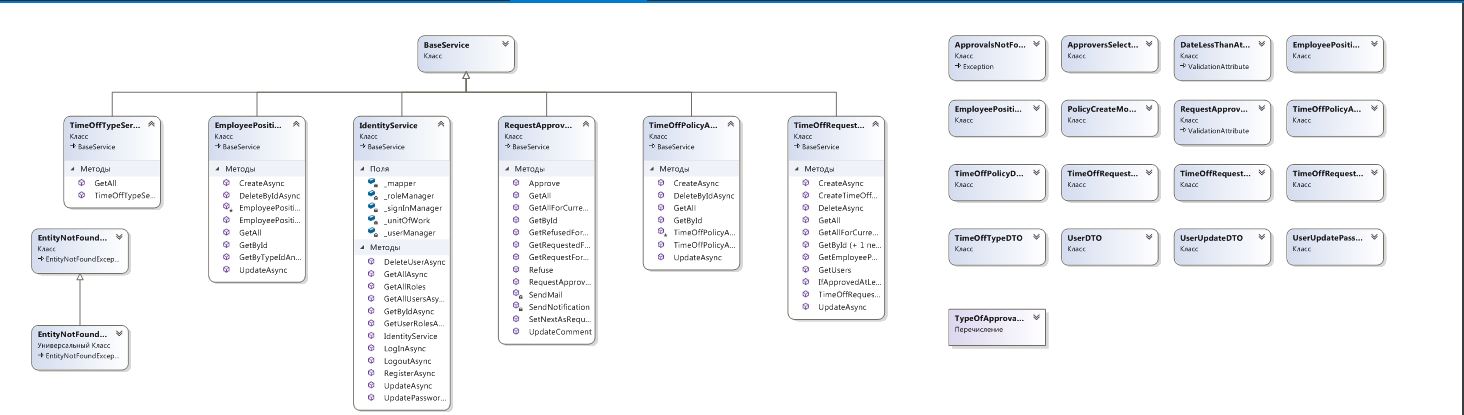 BaseService
Класс
TimeOffTypeSer...
Класс
BaseService
Методы
GetAll
TimeOffTypeSe...
EmployeePositi...
Класс
BaseService
Методы
CreateAsync
DeleteByIdAsync
EmployeePositi...
EmployeePositi...
GetAll
GetById
GetByTypeIdAn...
UpdateAsync
IdentityService
Класс
BaseService
Поля
_mapper
_roleManager
_signInManager
_unitOfWork
_userManager
Методы
DeleteUserAsync
GetAllAsync
GetAllRoles
GetAllUsersAsy...
GetByIdAsync
GetUserRolesA...
IdentityService
LogInAsync
LogoutAsync
RegisterAsync
UpdateAsync
UpdatePasswor...
RequestApprov...
Класс
BaseService
Методы
Approve
GetAll
GetAllForCurre...
GetById
GetRefusedFor...
GetRequestedF...
GetRequestFor...
Refuse
RequestApprov...
SendMail
SendNotification
SetNextAsRequ...
UpdateComment
TimeOffPolicyA...
Класс
BaseService
Методы
CreateAsync
DeleteByIdAsync
GetAll
GetById
TimeOffPolicyA...
TimeOffPolicyA...
UpdateAsync
TimeOffRequest...
Класс
BaseService
Методы
CreateAsync
CreateTimeOff...
DeleteAsync
GetAll
GetAllForCurre...
GetById (+ 1 пе...
GetEmployeeP...
GetUsers
IfApprovedAtLe...
TimeOffReques...
UpdateAsync
EntityNotFound...
Класс
EntityNotFoundExcep...
EntityNotFound...
Универсальный Класс
EntityNotFoundExcep...
ApprovalsNotFo...
Класс
Exception
ApproversSelect...
Класс
DateLessThanAt...
Класс
ValidationAttribute
EmployeePositi...
Класс
EmployeePositi...
Класс
PolicyCreateMo...
Класс
RequestApprov...
Класс
ValidationAttribute
TimeOffPolicyA...
Класс
TimeOffPolicyD...
Класс
TimeOffRequest...
Класс
TimeOffRequest...
Класс
TimeOffRequest...
Класс
TimeOffTypeDTO
Класс
UserDTO
Класс
UserUpdateDTO
Класс
UserUpdatePass...
Класс
TypeOfApprova...
Перечисление